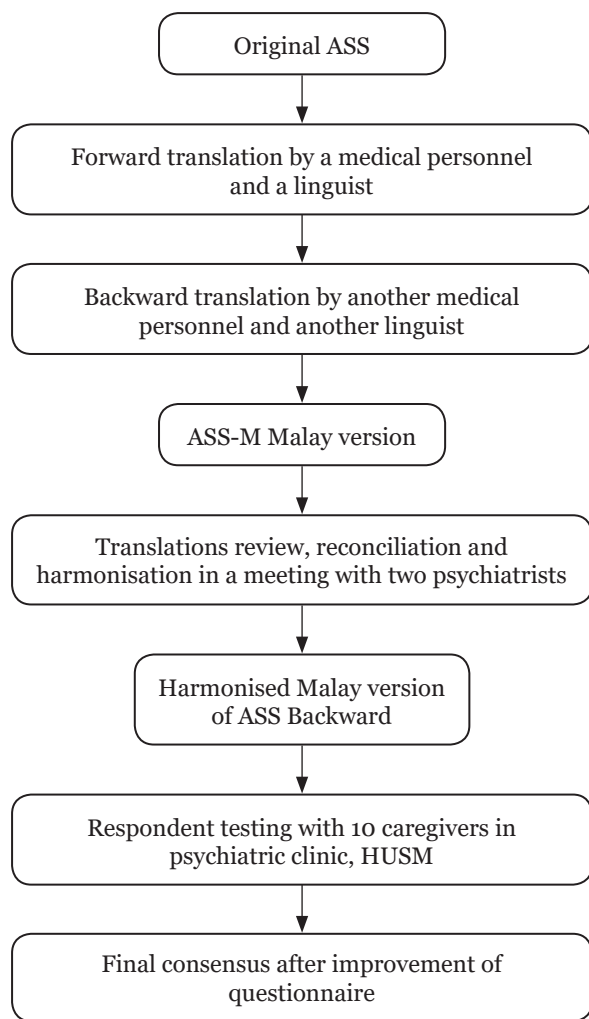 Original ASS
Forward translation by a medical personnel
and a linguist
Backward translation by another medical
personnel and another linguist
ASS-M Malay version
Translations review, reconciliation and
harmonisation in a meeting with two psychiatrists
Harmonised Malay version
of ASS Backward
Respondent testing with 10 caregivers in
psychiatric clinic, HUSM
Final consensus after improvement of
questionnaire